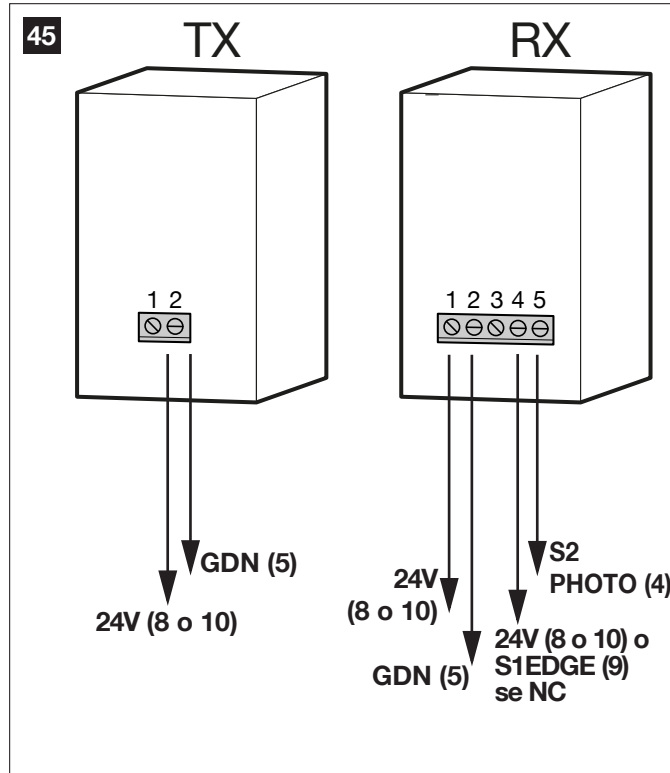 45
TX
RX
1 2
1 2 3 4 5
GDN (5)
24V (8 o 10)
24V
(8 o 10)
GDN (5)
S2
PHOTO (4)
24V (8 o 10) o
S1EDGE (9)
se NC